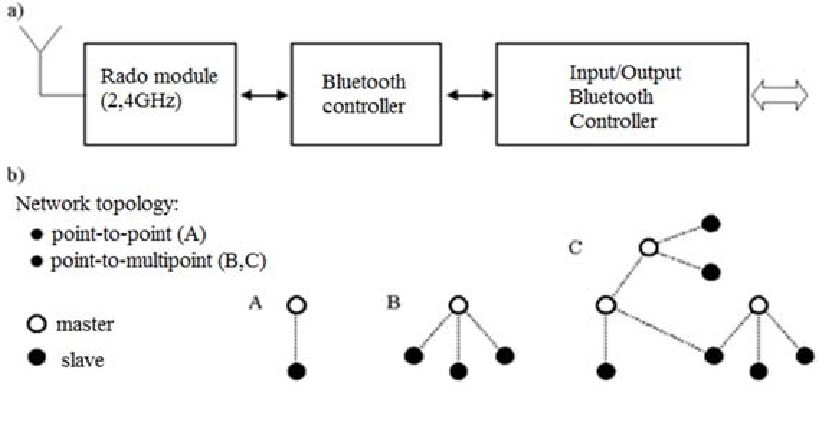 a)
Rado module
(2,4GHz)
Bluetooth
controller
Input/Output
Bluetooth
Controller
b)
Network topology:
● point-to-point (A)
● point-to-multipoint (B,C)
master
slave
A
B
C